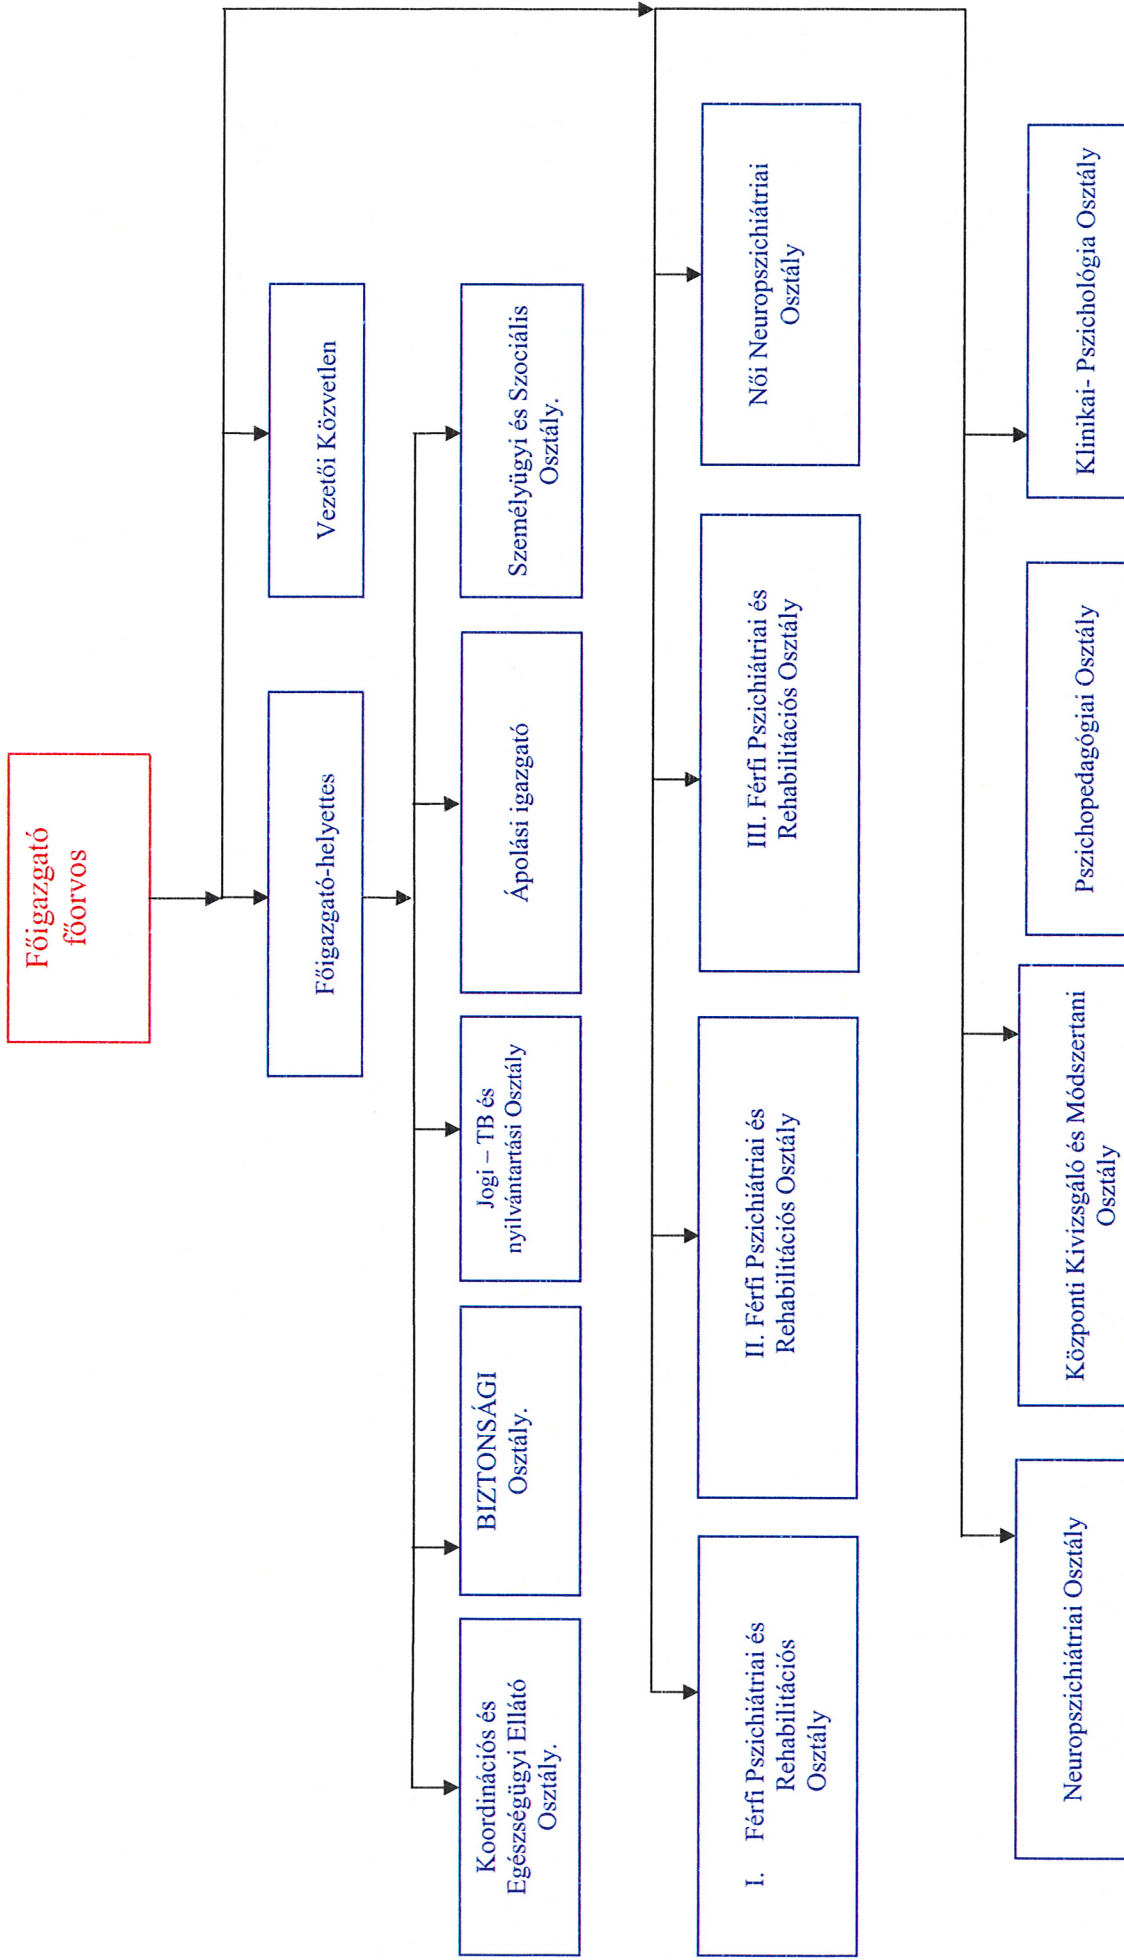 Főigazgató
főorvos
Főigazgató-helyettes
Vezetői Közvetlen
Koordinációs és
Egészségügyi Ellátó
Osztály.
BIZTONSÁGI
Osztály.
Jogi – TB és
nyilvántartási Osztály
Ápolási igazgató
Személyügyi és Szociális
Osztály.
I. Férfi Pszichiátriai és
Rehabilitációs
Osztály
II. Férfi Pszichiátriai és
Rehabilitációs Osztály
III. Férfi Pszichiátriai és
Rehabilitációs Osztály
Női Neuropszichiátriai
Osztály
Neuropszichiátriai Osztály
Központi Kivizsgáló és Módszertani
Osztály
Pszichopedagógiai Osztály
Klinikai- Pszichológia Osztály